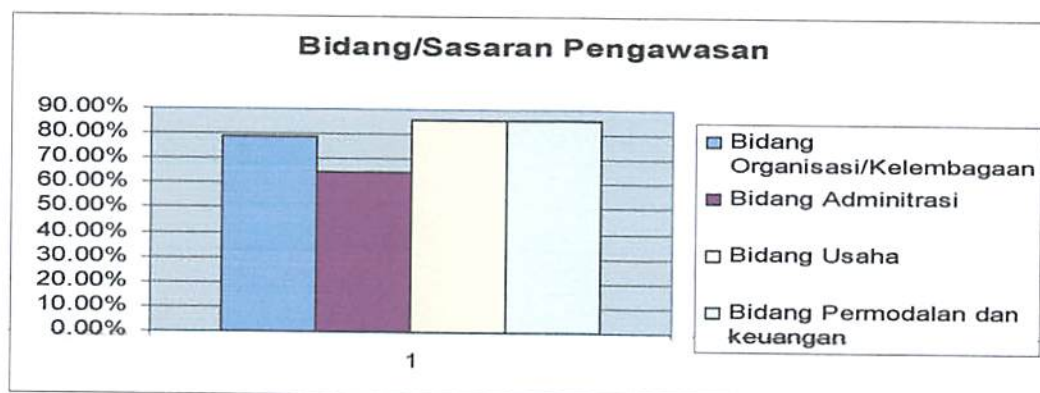 Bidang/Sasaran Pengawasan
90.00%
80.00%
70.00%
60.00%
50.00%
40.00%
30.00%
20.00%
10.00%
0.00%
1
Bidang
Organisasi/Kelembagaan
Bidang Adminitrasi
Bidang Usaha
Bidang Permodalan dan
keuangan